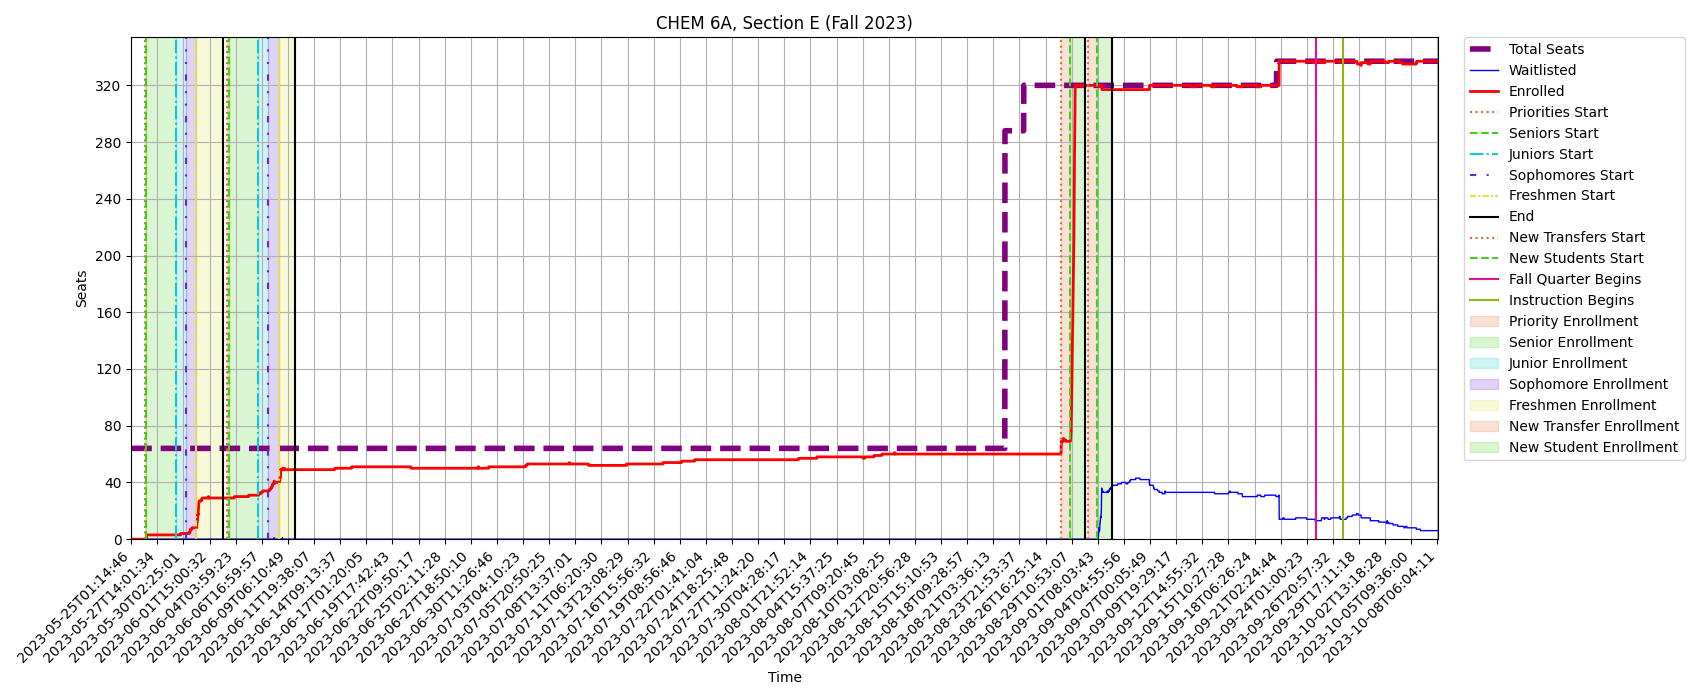 CHEM 6A, Section E (Fall 2023)
Seats
320
280
240
200
160
120
80
40
0
2023-05-25T01:14:46
2023-05-27T14:01:34
2023-05-30T02:25:01
2023-06-01T15:00:32
2023-06-04T03:59:23
2023-06-06T16:59:57
2023-06-09T06:10:49
2023-06-11T19:38:07
2023-06-14T09:13:37
2023-06-17T01:20:05
2023-06-19T17:42:43
2023-06-22T09:50:17
2023-06-25T02:11:28
2023-06-27T18:50:10
2023-06-30T11:26:46
2023-07-03T04:10:23
2023-07-05T20:50:25
2023-07-08T13:37:01
2023-07-11T06:20:30
2023-07-13T23:08:29
2023-07-16T15:56:32
2023-07-19T08:56:46
2023-07-22T01:41:04
2023-07-24T18:25:48
2023-07-27T11:24:20
2023-07-30T04:28:17
2023-08-01T21:52:14
2023-08-04T15:37:25
2023-08-07T09:20:45
2023-08-10T03:08:25
2023-08-12T20:56:28
2023-08-15T15:10:53
2023-08-18T09:28:57
2023-08-21T03:36:13
2023-08-23T21:53:37
2023-08-26T16:25:14
2023-08-29T10:53:07
2023-09-01T08:03:43
2023-09-04T04:55:56
2023-09-07T00:05:49
2023-09-09T19:29:17
2023-09-12T14:55:32
2023-09-15T10:27:28
2023-09-18T06:26:24
2023-09-21T02:24:44
2023-09-24T01:00:23
2023-09-26T20:57:32
2023-09-29T17:11:18
2023-10-02T13:18:28
2023-10-05T09:36:00
2023-10-08T06:04:11
Time
Total Seats
Waitlisted
Enrolled
Priorities Start
Seniors Start
Juniors Start
Sophomores Start
Freshmen Start
End
New Transfers Start
New Students Start
Fall Quarter Begins
Instruction Begins
Priority Enrollment
Senior Enrollment
Junior Enrollment
Sophomore Enrollment
Freshmen Enrollment
New Transfer Enrollment
New Student Enrollment